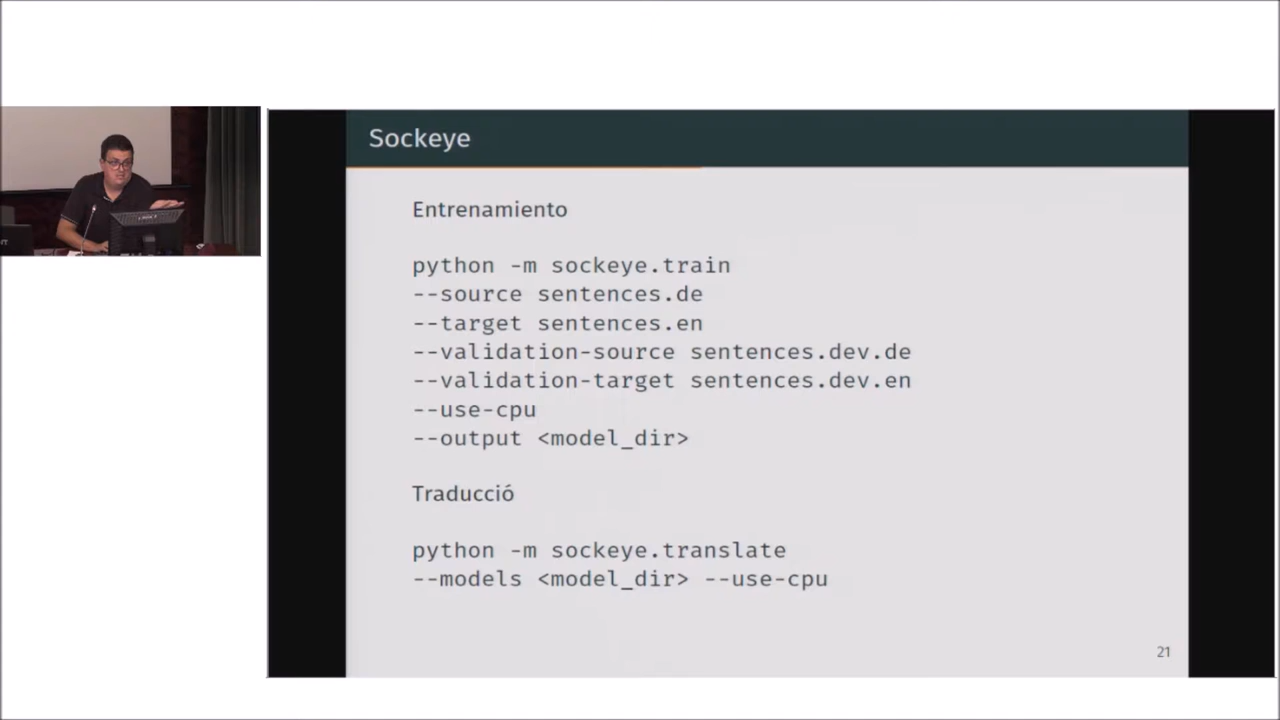 Sockeye
Entrenamiento
python -m sockeye.train
--source sentences.de
--target sentences.en
--validation-source sentences.dev.de
--validation-target sentences.dev.en
--use-cpu
--output <model_dir>
Traducció
python -m sockeye.translate
--models <model_dir> --use-cpu
21